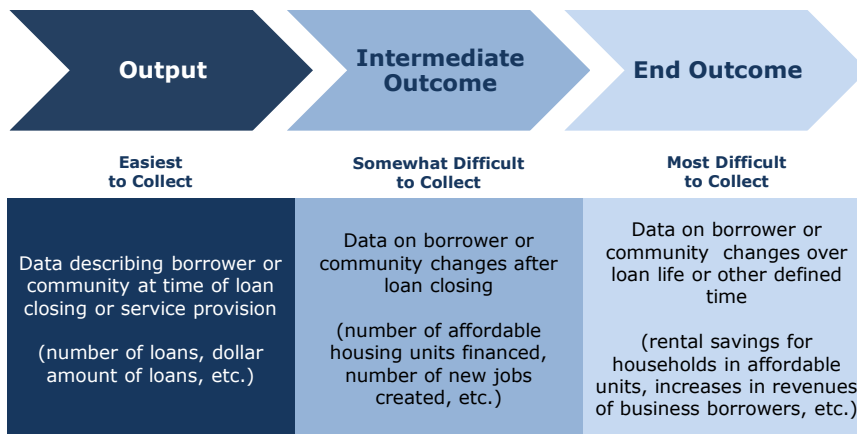 Output
Intermediate
Outcome
End Outcome
Easiest
to Collect
Somewhat Difficult
to Collect
Most Difficult
to Collect
Data describing borrower or
community at time of loan
closing or service provision
(number of loans, dollar
amount of loans, etc.)
Data on borrower or
community changes after
loan closing
(number of affordable
housing units financed,
number of new jobs
created, etc.)
Data on borrower or
community  changes over
loan life or other defined
time
(rental savings for
households in affordable
units, increases in revenues
of business borrowers, etc.)